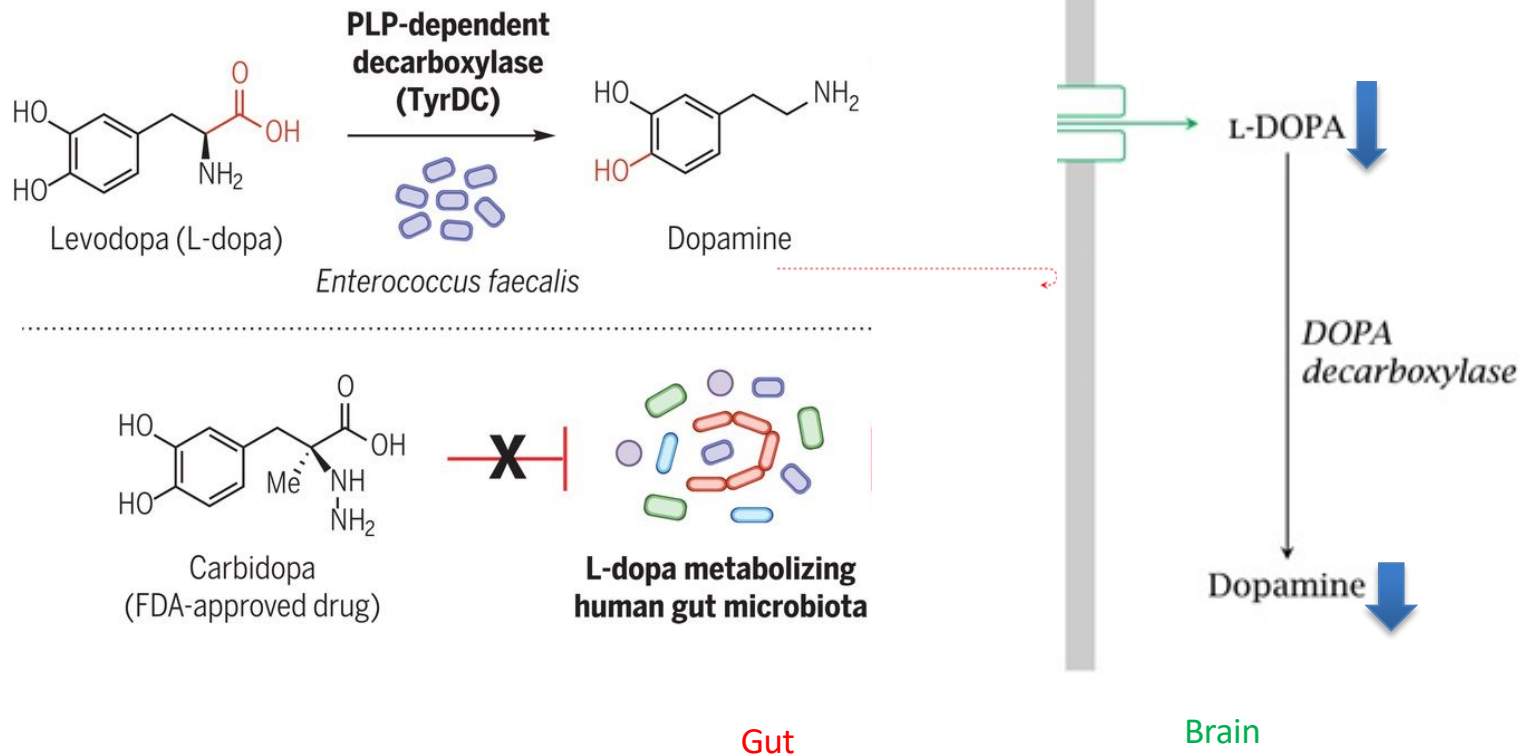 PLP-dependent
decarboxylase
(TyrDC)
HO
HO
O
OH
NH₂
Levodopa (L-dopa)
Enterococcus faecalis
HO
HO
NH₂
Dopamine
L-DOPA
DOPA
decarboxylase
Dopamine
HO
HO
O
OH
Me
NH
NH₂
Carbidopa
(FDA-approved drug)
X
L-dopa metabolizing
human gut microbiota
Gut
Brain